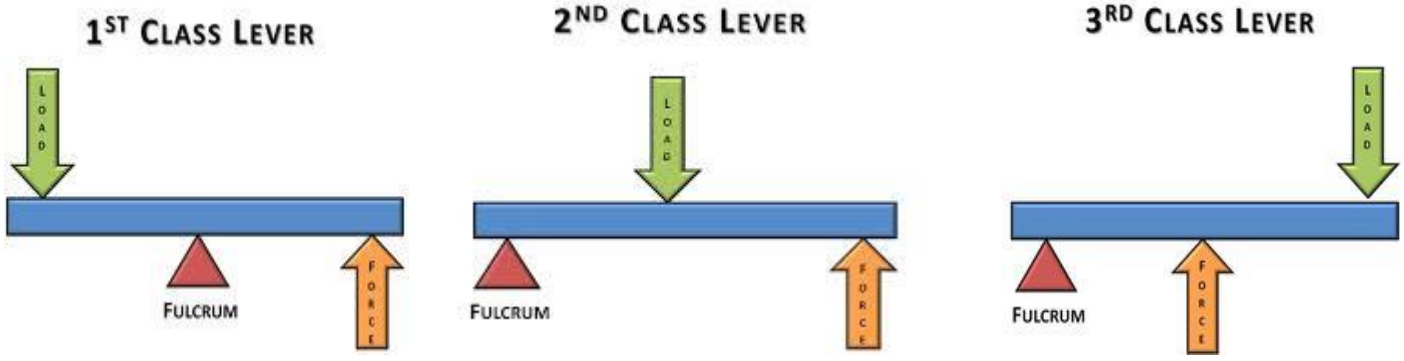 1ST CLASS LEVER
LOAD
FULCRUM
FORCE
2ND CLASS LEVER
LOAD
FULCRUM
FORCE
3RD CLASS LEVER
LOAD
FULCRUM
FORCE